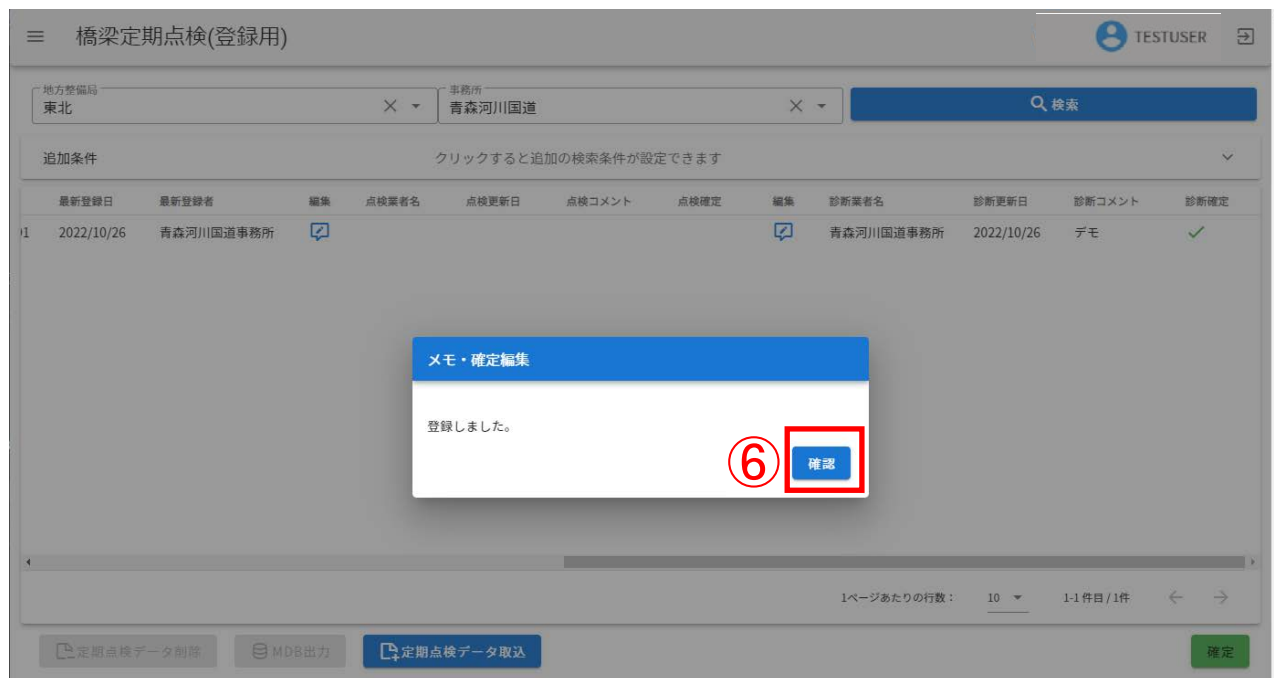 橋梁定期点検(登録用)
TESTUSER
地方整備局
東北
事務所
青森河川国道
検索
追加条件
クリックすると追加の検索条件が設定できます
最新登録日 最新登録者 編集 点検業者名 点検更新日 点検コメント 点検確定 編集 診断業者名 診断更新日 診断コメント 診断確定
2022/10/26 青森河川国道事務所 青森河川国道事務所 2022/10/26 デモ
メモ・確定編集
登録しました。
⑥
確認
1ページあたりの行数: 10 1-1 件目 / 1件
定期点検データ削除 MDB出力 定期点検データ取込 確定